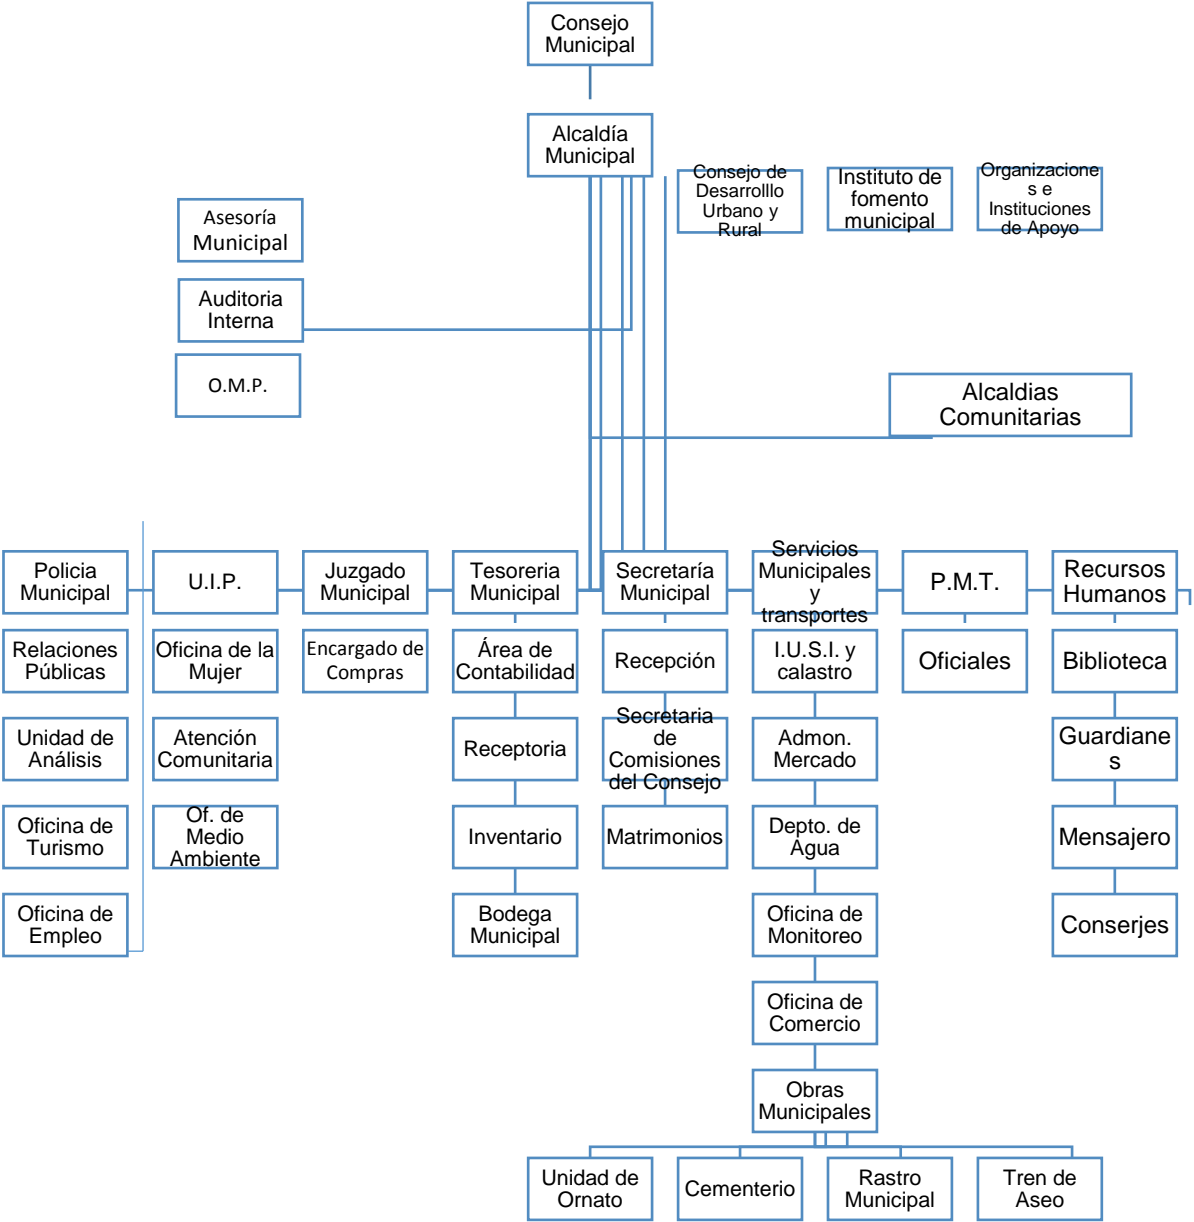 Consejo
Municipal
Alcaldía
Municipal
Consejo de
Desarrolllo
Urbano y
Rural
Instituto de
fomento
municipal
Organizacione
s e
Instituciones
de Apoyo
Asesoría
Municipal
Auditoria
Interna
O.M.P.
Alcaldias
Comunitarias
Policia
Municipal
U.I.P.
Juzgado
Municipal
Tesoreria
Municipal
Secretaría
Municipal
Servicios
Municipales
y
transportes
P.M.T.
Recursos
Humanos
Relaciones
Públicas
Oficina de la
Mujer
Encargado de
Compras
Área de
Contabilidad
Recepción
I.U.S.I. y
calastro
Oficiales
Biblioteca
Unidad de
Análisis
Atención
Comunitaria
Receptoria
Secretaria
de
Comisiones
del Consejo
Admon.
Mercado
Guardiane
s
Oficina de
Turismo
Of. de
Medio
Ambiente
Inventario
Matrimonios
Depto. de
Agua
Mensajero
Oficina de
Empleo
Bodega
Municipal
Oficina de
Monitoreo
Conserjes
Oficina de
Comercio
Obras
Municipales
Unidad de
Ornato
Cementerio
Rastro
Municipal
Tren de
Aseo